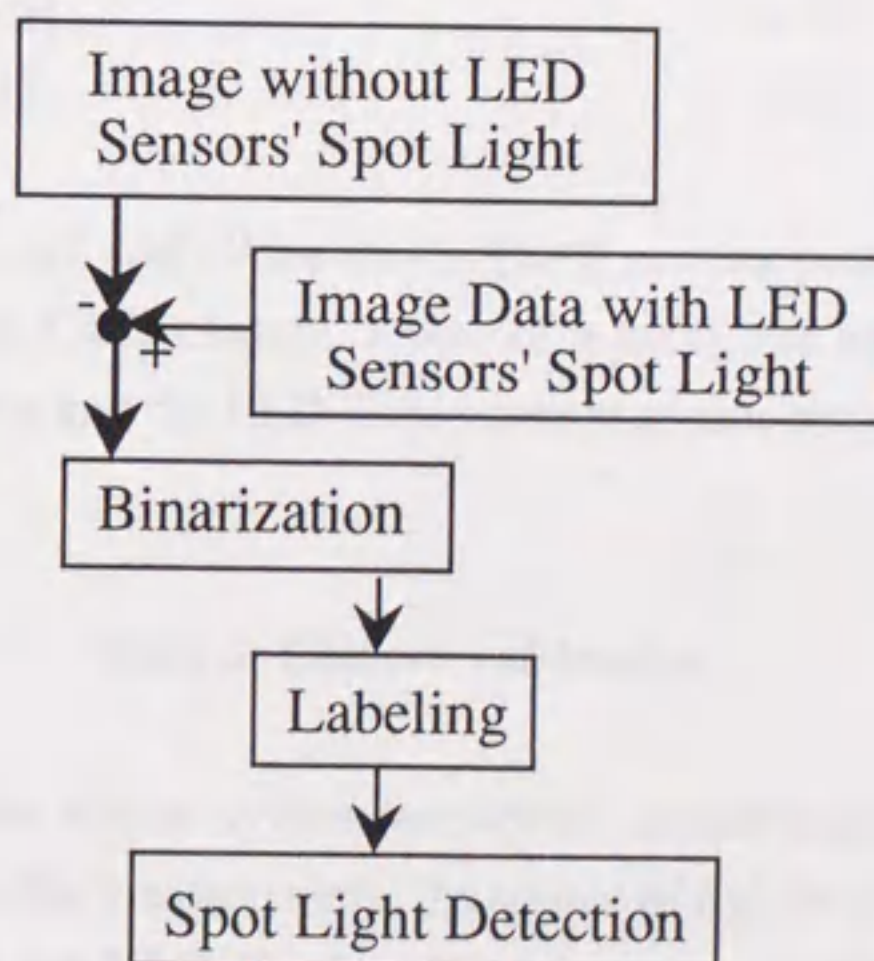 Image without LED
Sensors' Spot Light
-
+
Image Data with LED
Sensors' Spot Light
Binarization
Labeling
Spot Light Detection